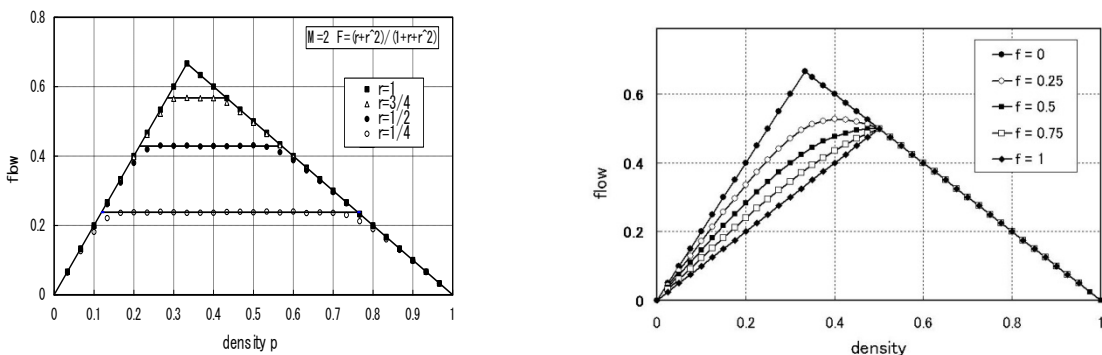 0.8
M=2 F=(r+r^2)/(1+r+r^2)
r=1
r=3/4
r=1/2
r=1/4
0.6
0.4
0.2
0
flow
0 0.1 0.2 0.3 0.4 0.5 0.6 0.7 0.8 0.9 1
density p
f = 0
f = 0.25
f = 0.5
f = 0.75
f = 1
0.6
0.4
0.2
0
flow
0 0.2 0.4 0.6 0.8 1
density